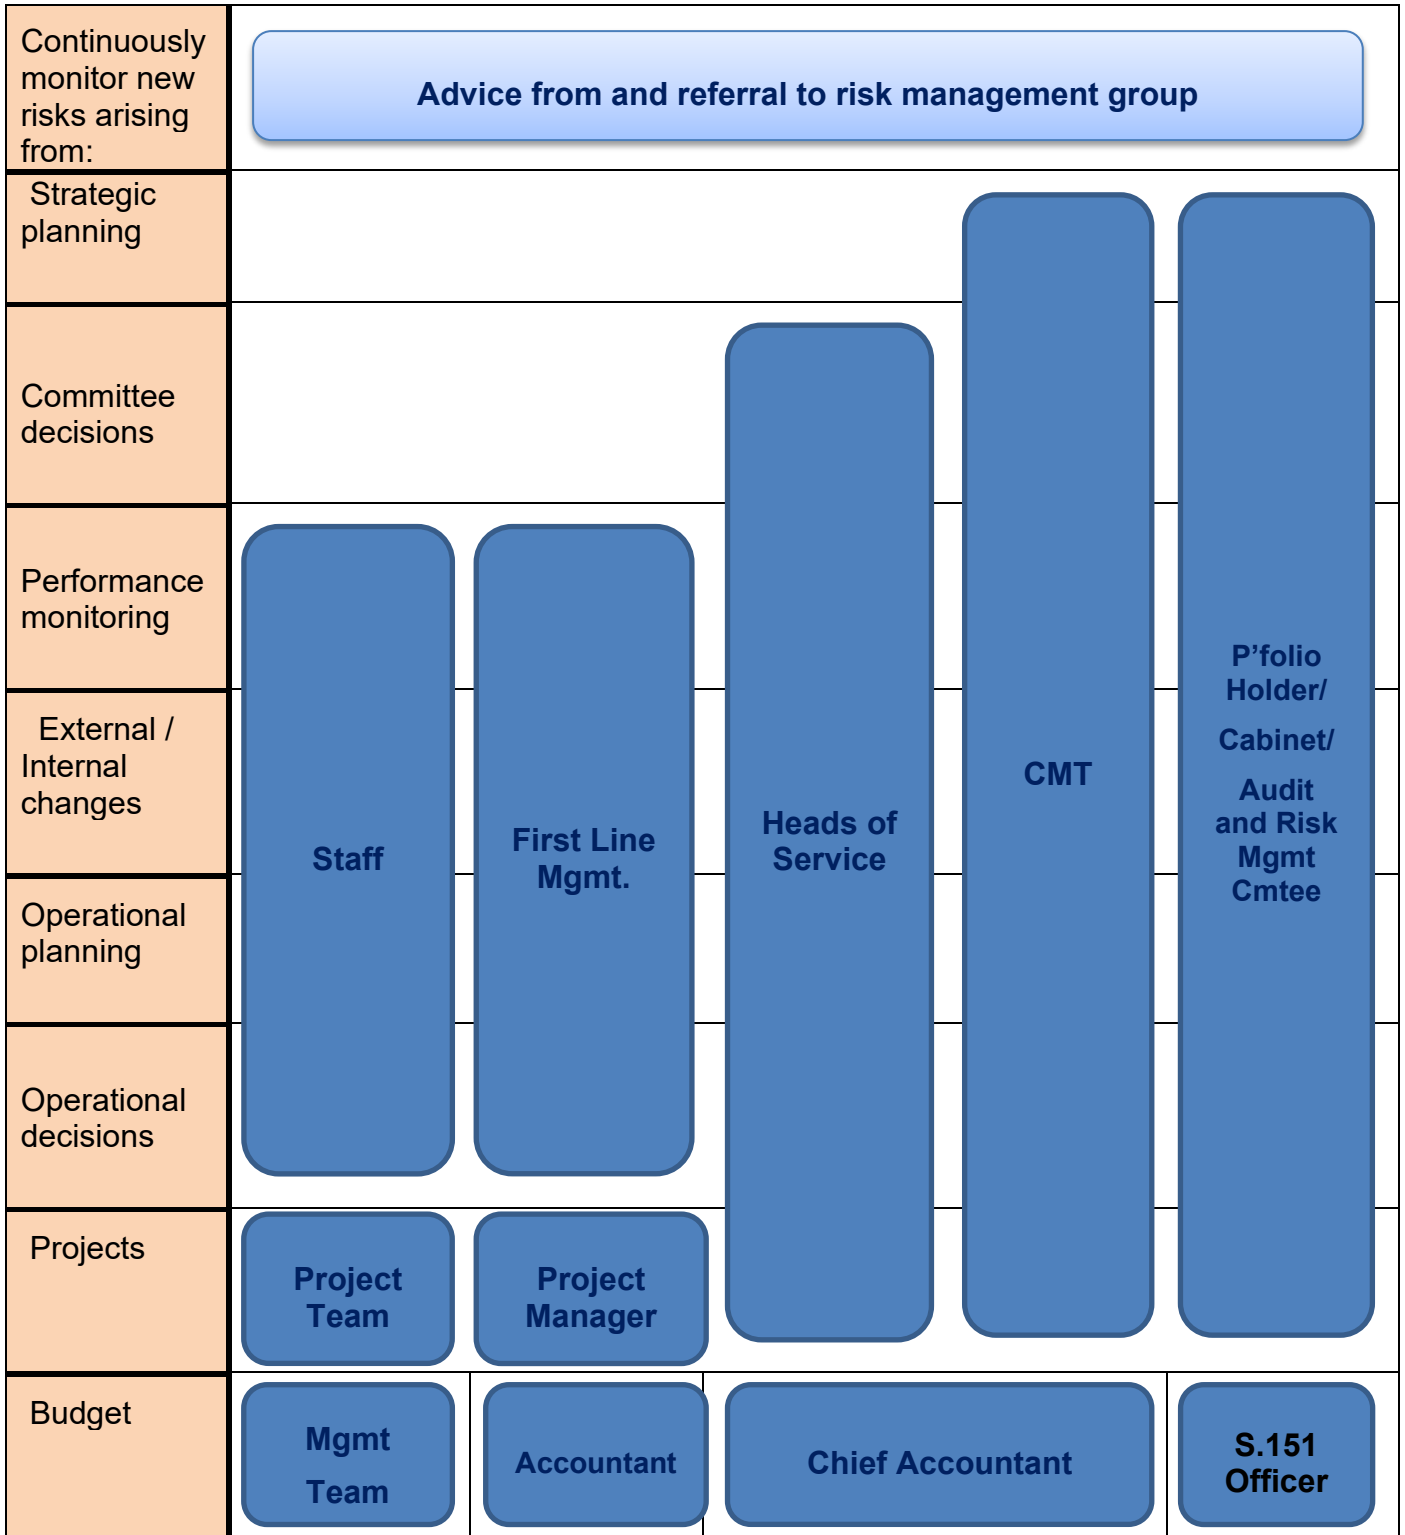 Continuously
monitor new
risks arising
from:
Advice from and referral to risk management group
Strategic
planning
Committee
decisions
Performance
monitoring
External /
Internal
changes
Operational
planning
Operational
decisions
Staff
First Line
Mgmt.
Heads of
Service
CMT
P’folio
Holder/
Cabinet/
Audit
and Risk
Mgmt
Cmtee
Projects
Project
Team
Project
Manager
Budget
Mgmt
Team
Accountant
Chief Accountant
S.151
Officer